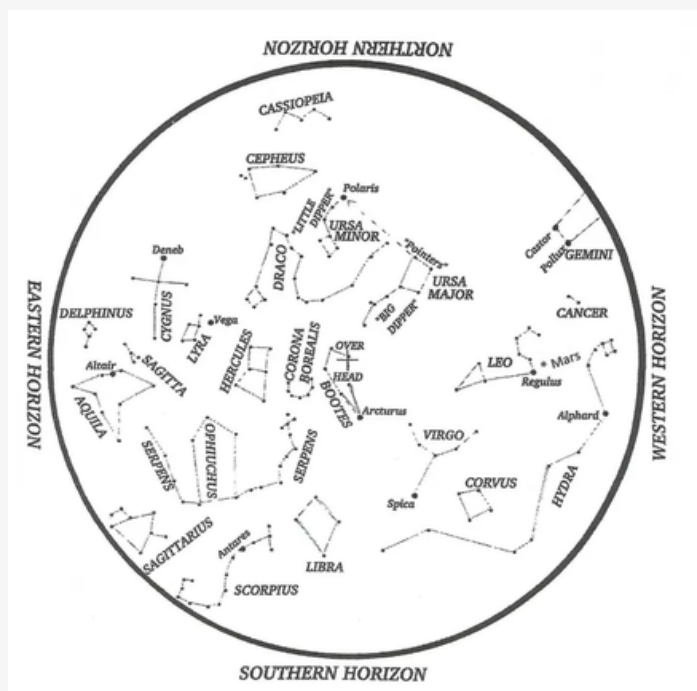 NORTHERN HORIZON
CASSIOPEIA
CEPHEUS
Polaris
"LITTLE
DIPPER"
URSA
MINOR
"Pointers"
URSA
MAJOR
"BIG
DIPPER"
DRACO
Castor
Pollux
GEMINI
CANCER
Deneb
CYGNUS
DELPHINUS
Vega
LYRA
HERCULES
CORONA
BOREALIS
OVER
HEAD
BOOTES
Arcturus
LEO
Mars
Regulus
EASTERN HORIZON
WESTERN HORIZON
Altair
SAGITTA
AQUILA
Alphard
VIRGO
SERPENS
OPHIUCHUS
SERPENS
Spica
CORVUS
HYDRA
SAGITTARIUS
Antares
LIBRA
SCORPIUS
SOUTHERN HORIZON